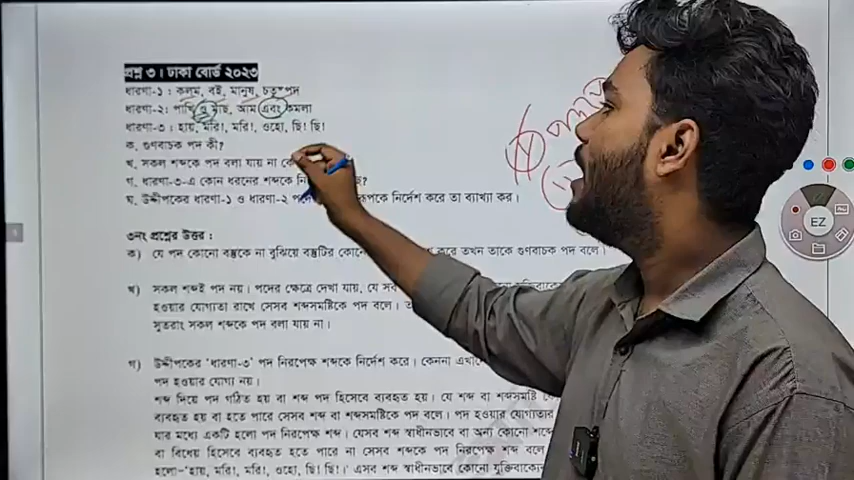 প্রশ্ন ৩ : ঢাকা বোর্ড ২০২৩
ধারণা-১ : কলম, বই, মানুষ, চতুষ্পদ
ধারণা-২: পাখি ও মাছ, আম এবং কমলা
ধারণা-৩ : হায়, মরি!, মরি!, ওহো, ছি! ছি!
ক. গুণবাচক পদ কী?
খ. সকল শব্দকে পদ বলা যায় না
গ. ধারণা-৩-এ কোন ধরনের শব্দকে
ঘ. উদ্দীপকের ধারণা-১ ও ধারণা-২ নির্দেশ করে তা ব্যাখ্যা কর।
৩নং প্রশ্নের উত্তর:
ক) যে পদ কোনো বস্তুকে না বুঝিয়ে বস্তুটির করে তখন তাকে গুণবাচক পদ বলে।
খ) সকল শব্দই পদ নয়। পদের ক্ষেত্রে দেখা যায়, যে
হওয়ার যোগ্যতা রাখে সেসব শব্দসমষ্টিকে পদ বলে।
সুতরাং সকল শব্দকে পদ বলা যায় না।
গ) উদ্দীপকের 'ধারণা-৩' পদ নিরপেক্ষ শব্দকে নির্দেশ করে। কেননা
পদ হওয়ার যোগ্য নয়।
শব্দ দিয়ে পদ গঠিত হয় বা শব্দ পদ হিসেবে ব্যবহৃত হয়। যে শব্দ বা শব্দসমষ্টি
ব্যবহৃত হয় বা হতে পারে সেসব শব্দ বা শব্দসমষ্টিকে পদ বলে। পদ হওয়ার যোগ্যতার
যার মধ্যে একটি হলো পদ নিরপেক্ষ শব্দ। যেসব শব্দ স্বাধীনভাবে বা অন্য কোনো শব্দের
বা বিধেয় হিসেবে ব্যবহৃত হতে পারে না সেসব শব্দকে পদ নিরপেক্ষ শব্দ বলে।
হলো-'হায়, মরি!, মরি!, ওহো, ছি! ছি!'। এসব শব্দ স্বাধীনভাবে কোনো যুক্তিবাক্যের
EZ